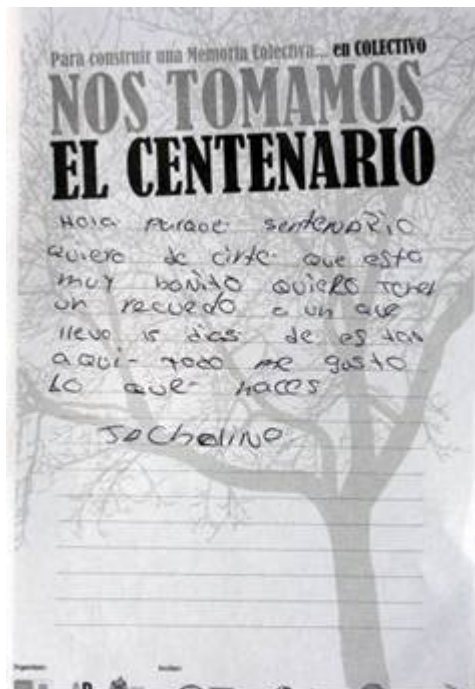 Para construir una Memoria Colectiva... en COLECTIVO
NOS TOMAMOS
EL CENTENARIO
Hola Parque sentenario
quiero de cirte que esta
muy bonito quiero tener
un recuedo a un que
llevo 15 dias de es tar
aqui- todo me gusto
Lo que haces